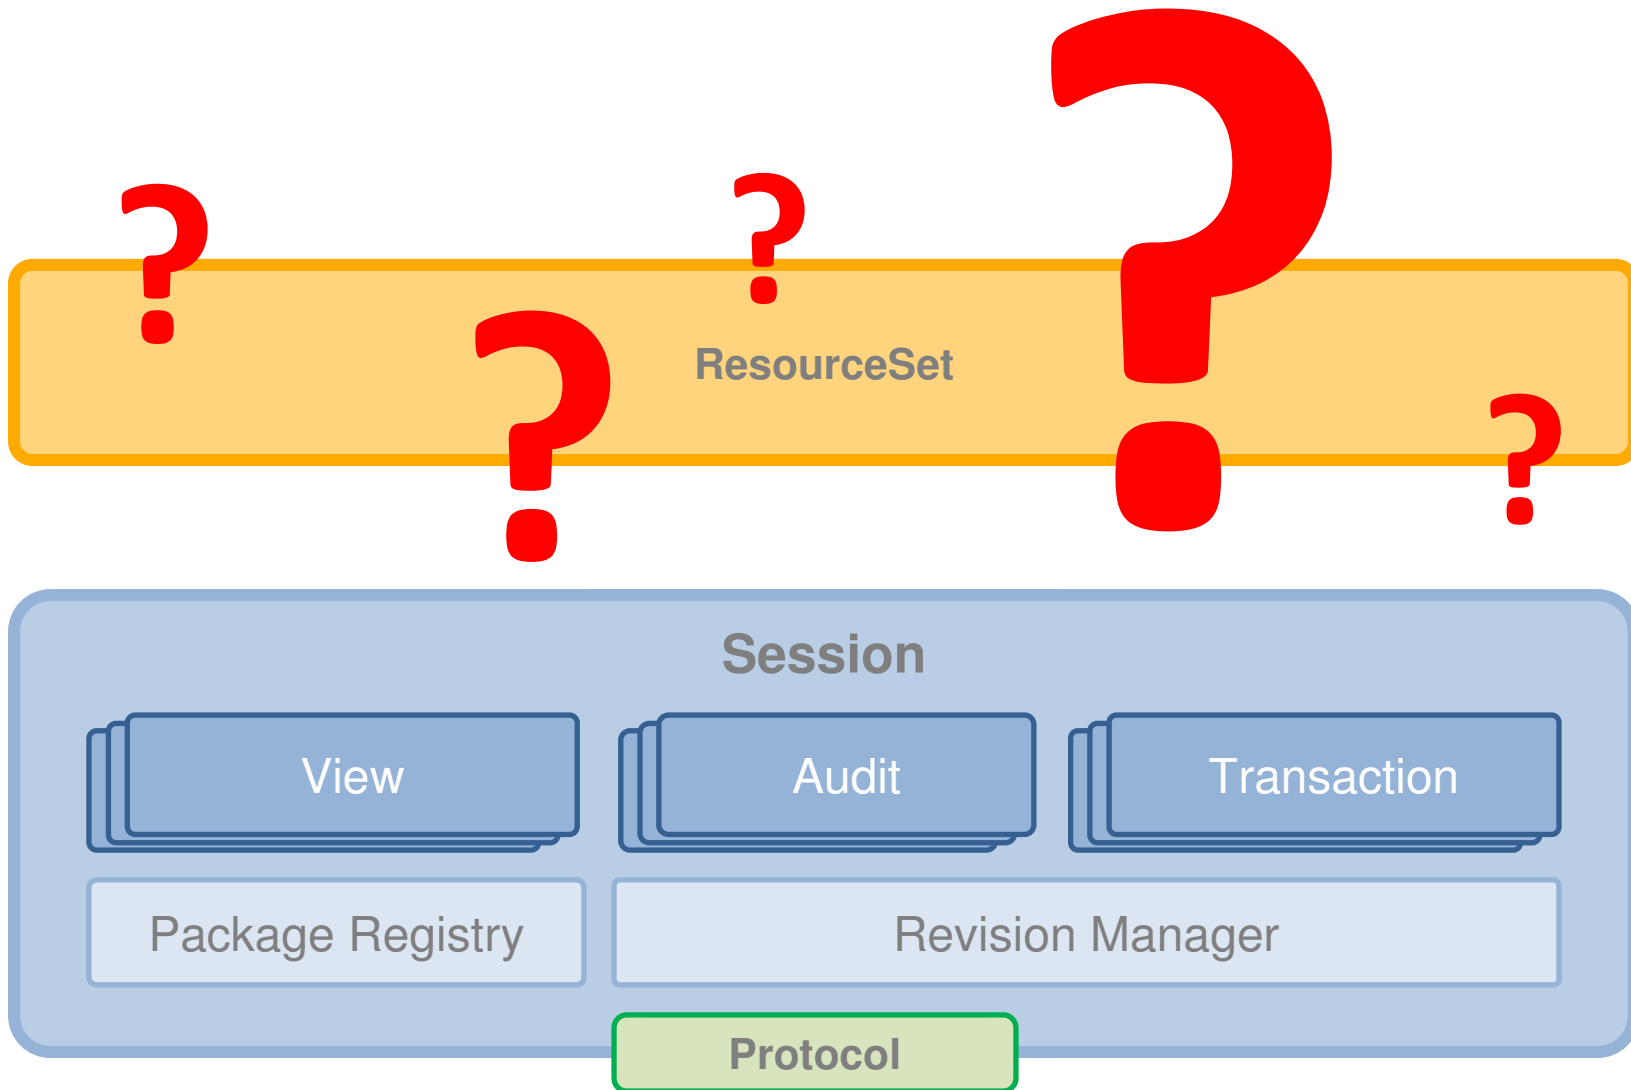 ?
?
?
?
?
ResourceSet
Session
View
Audit
Transaction
Package Registry
Revision Manager
Protocol